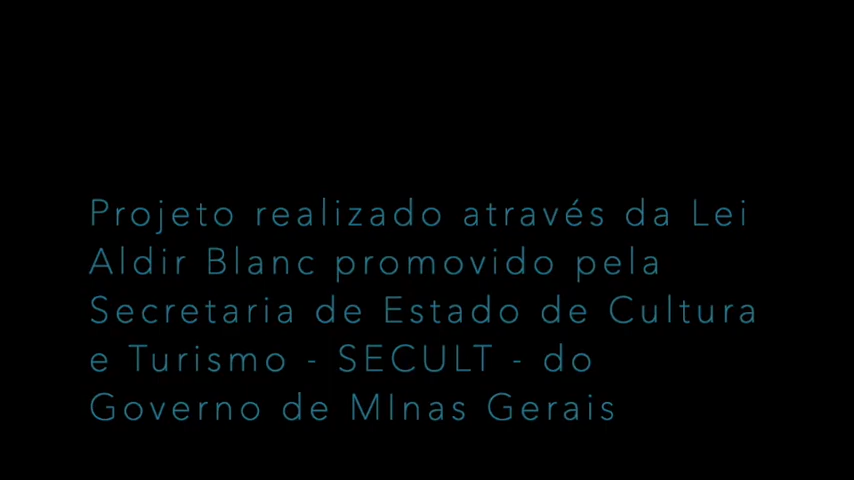 Projeto realizado através da Lei
Aldir Blanc promovido pela
Secretaria de Estado de Cultura
e Turismo - SECULT - do
Governo de MInas Gerais